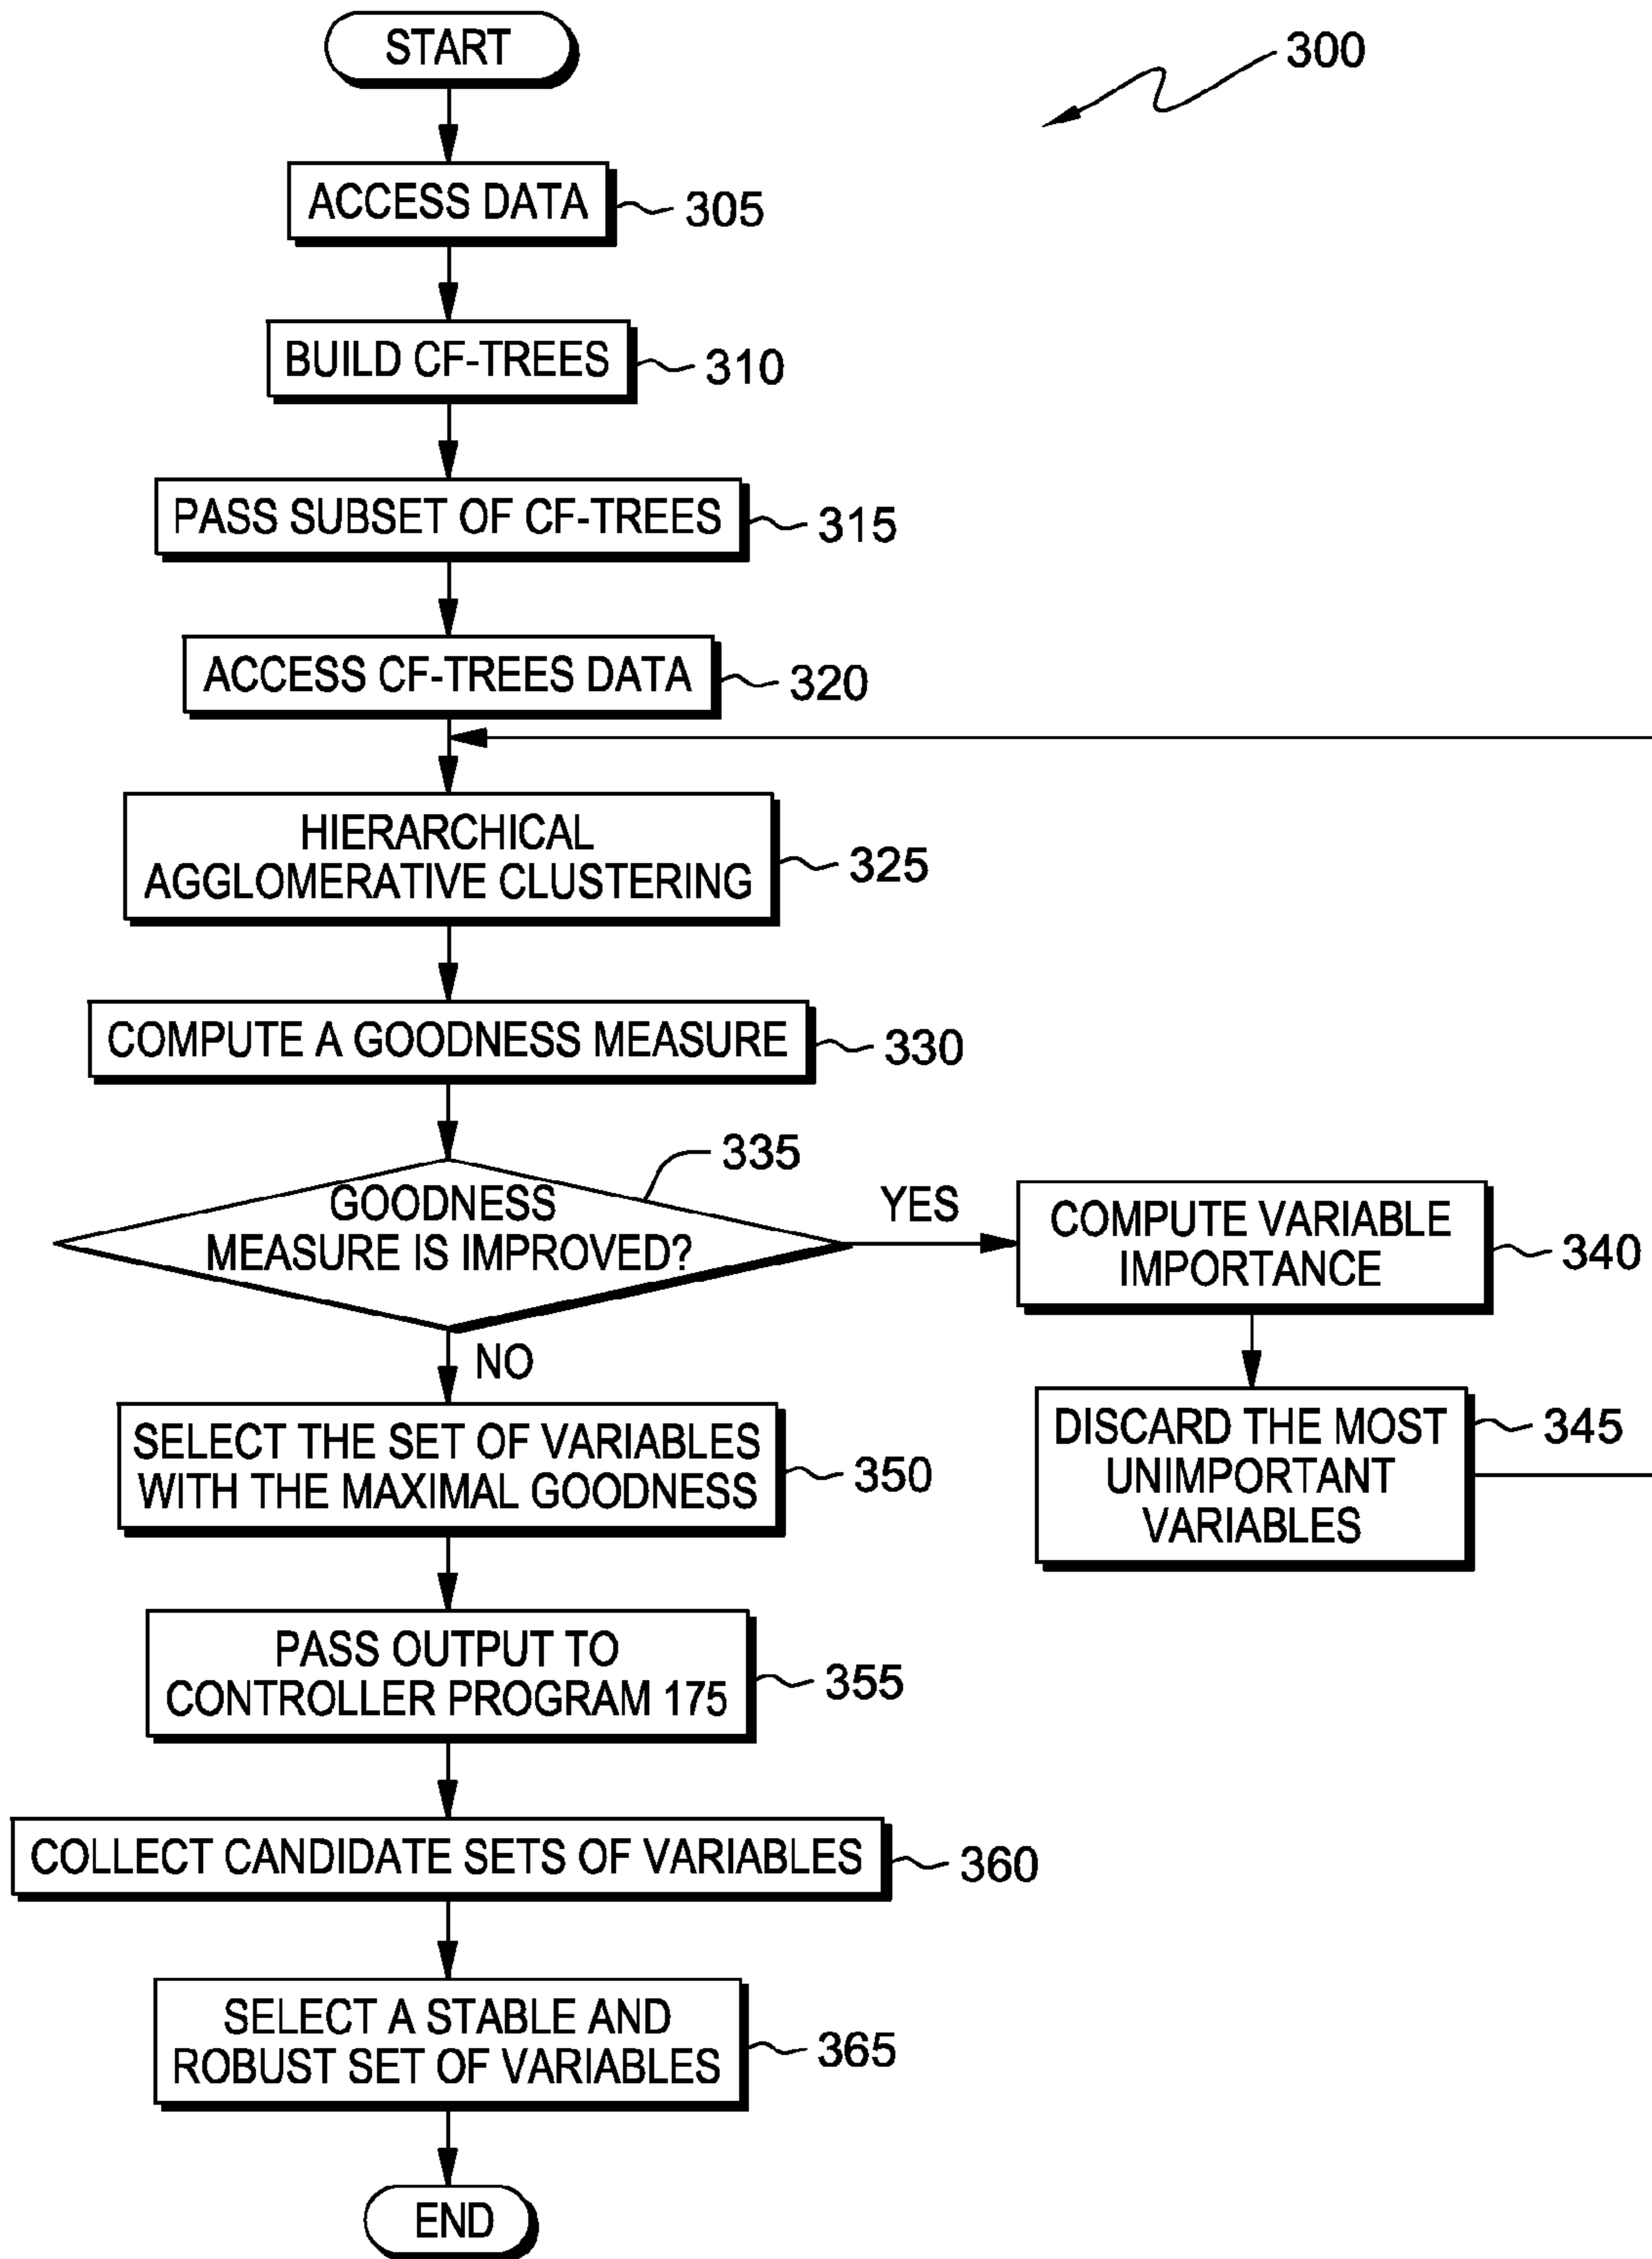 START
300
ACCESS DATA
305
BUILD CF-TREES
310
PASS SUBSET OF CF-TREES
315
ACCESS CF-TREES DATA
320
HIERARCHICAL
AGGLOMERATIVE CLUSTERING
325
COMPUTE A GOODNESS MEASURE
330
335
GOODNESS
MEASURE IS IMPROVED?
YES
COMPUTE VARIABLE
IMPORTANCE
340
DISCARD THE MOST
UNIMPORTANT
VARIABLES
345
NO
SELECT THE SET OF VARIABLES
WITH THE MAXIMAL GOODNESS
350
PASS OUTPUT TO
CONTROLLER PROGRAM 175
355
COLLECT CANDIDATE SETS OF VARIABLES
360
SELECT A STABLE AND
ROBUST SET OF VARIABLES
365
END